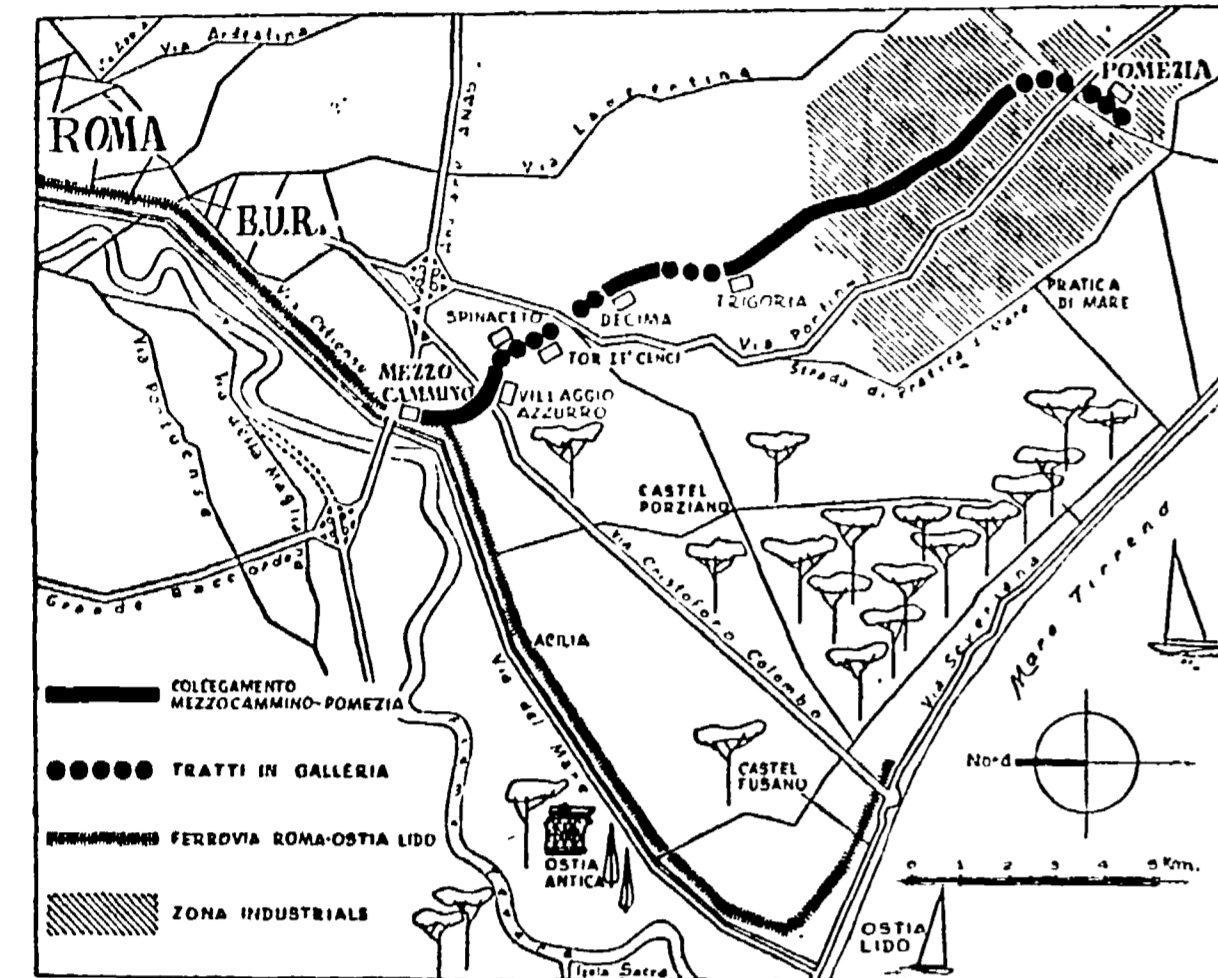 Via Ardeatina
Via Laurentina
POMEZIA
ROMA
E.U.R.
Via Ostiense
SPINACETO
DECIMA
TRIGORIA
Via Pontina
PRATICA
DI MARE
Strada di Pratica di Mare
TOR DE' CENCI
MEZZO
CAMMINO
VILLAGGIO
AZZURRO
Via Portuense
Via della Magliana
CASTEL
PORZIANO
Grande Raccordo
Via Cristoforo Colombo
Via Severiana
Mare Tirreno
ACILIA
Via del Mare
COLLEGAMENTO
MEZZOCAMMINO-POMEZIA
TRATTI IN GALLERIA
FERROVIA ROMA-OSTIA LIDO
ZONA INDUSTRIALE
CASTEL
FUSANO
Nord
0 1 2 3 4 5 Km.
OSTIA
ANTICA
OSTIA
LIDO
Isola Sacra